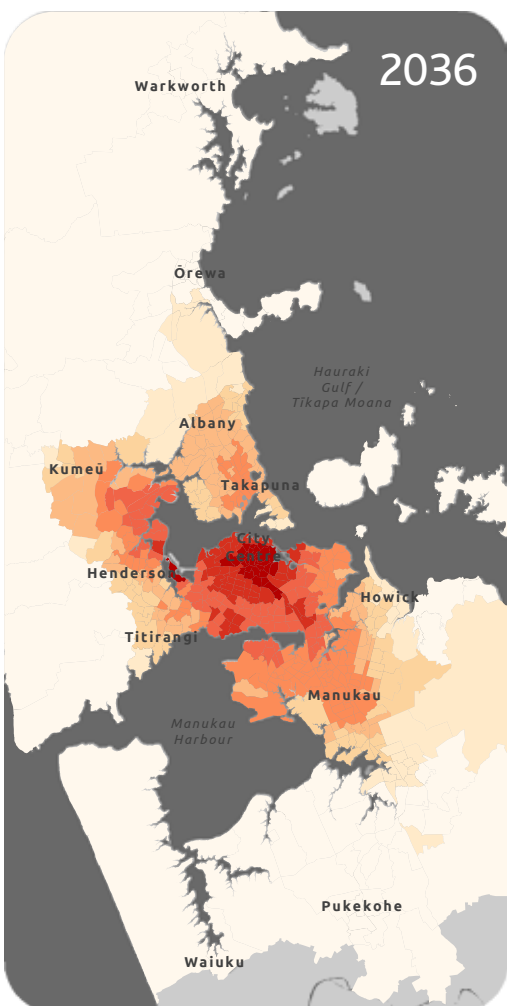 2036
Warkworth
Ōrewa
Hauraki
Gulf /
Tīkapa Moana
Albany
Kumeū
Takapuna
City
Centre
Henderson
Howick
Titirangi
Manukau
Manukau
Harbour
Pukekohe
Waiuku